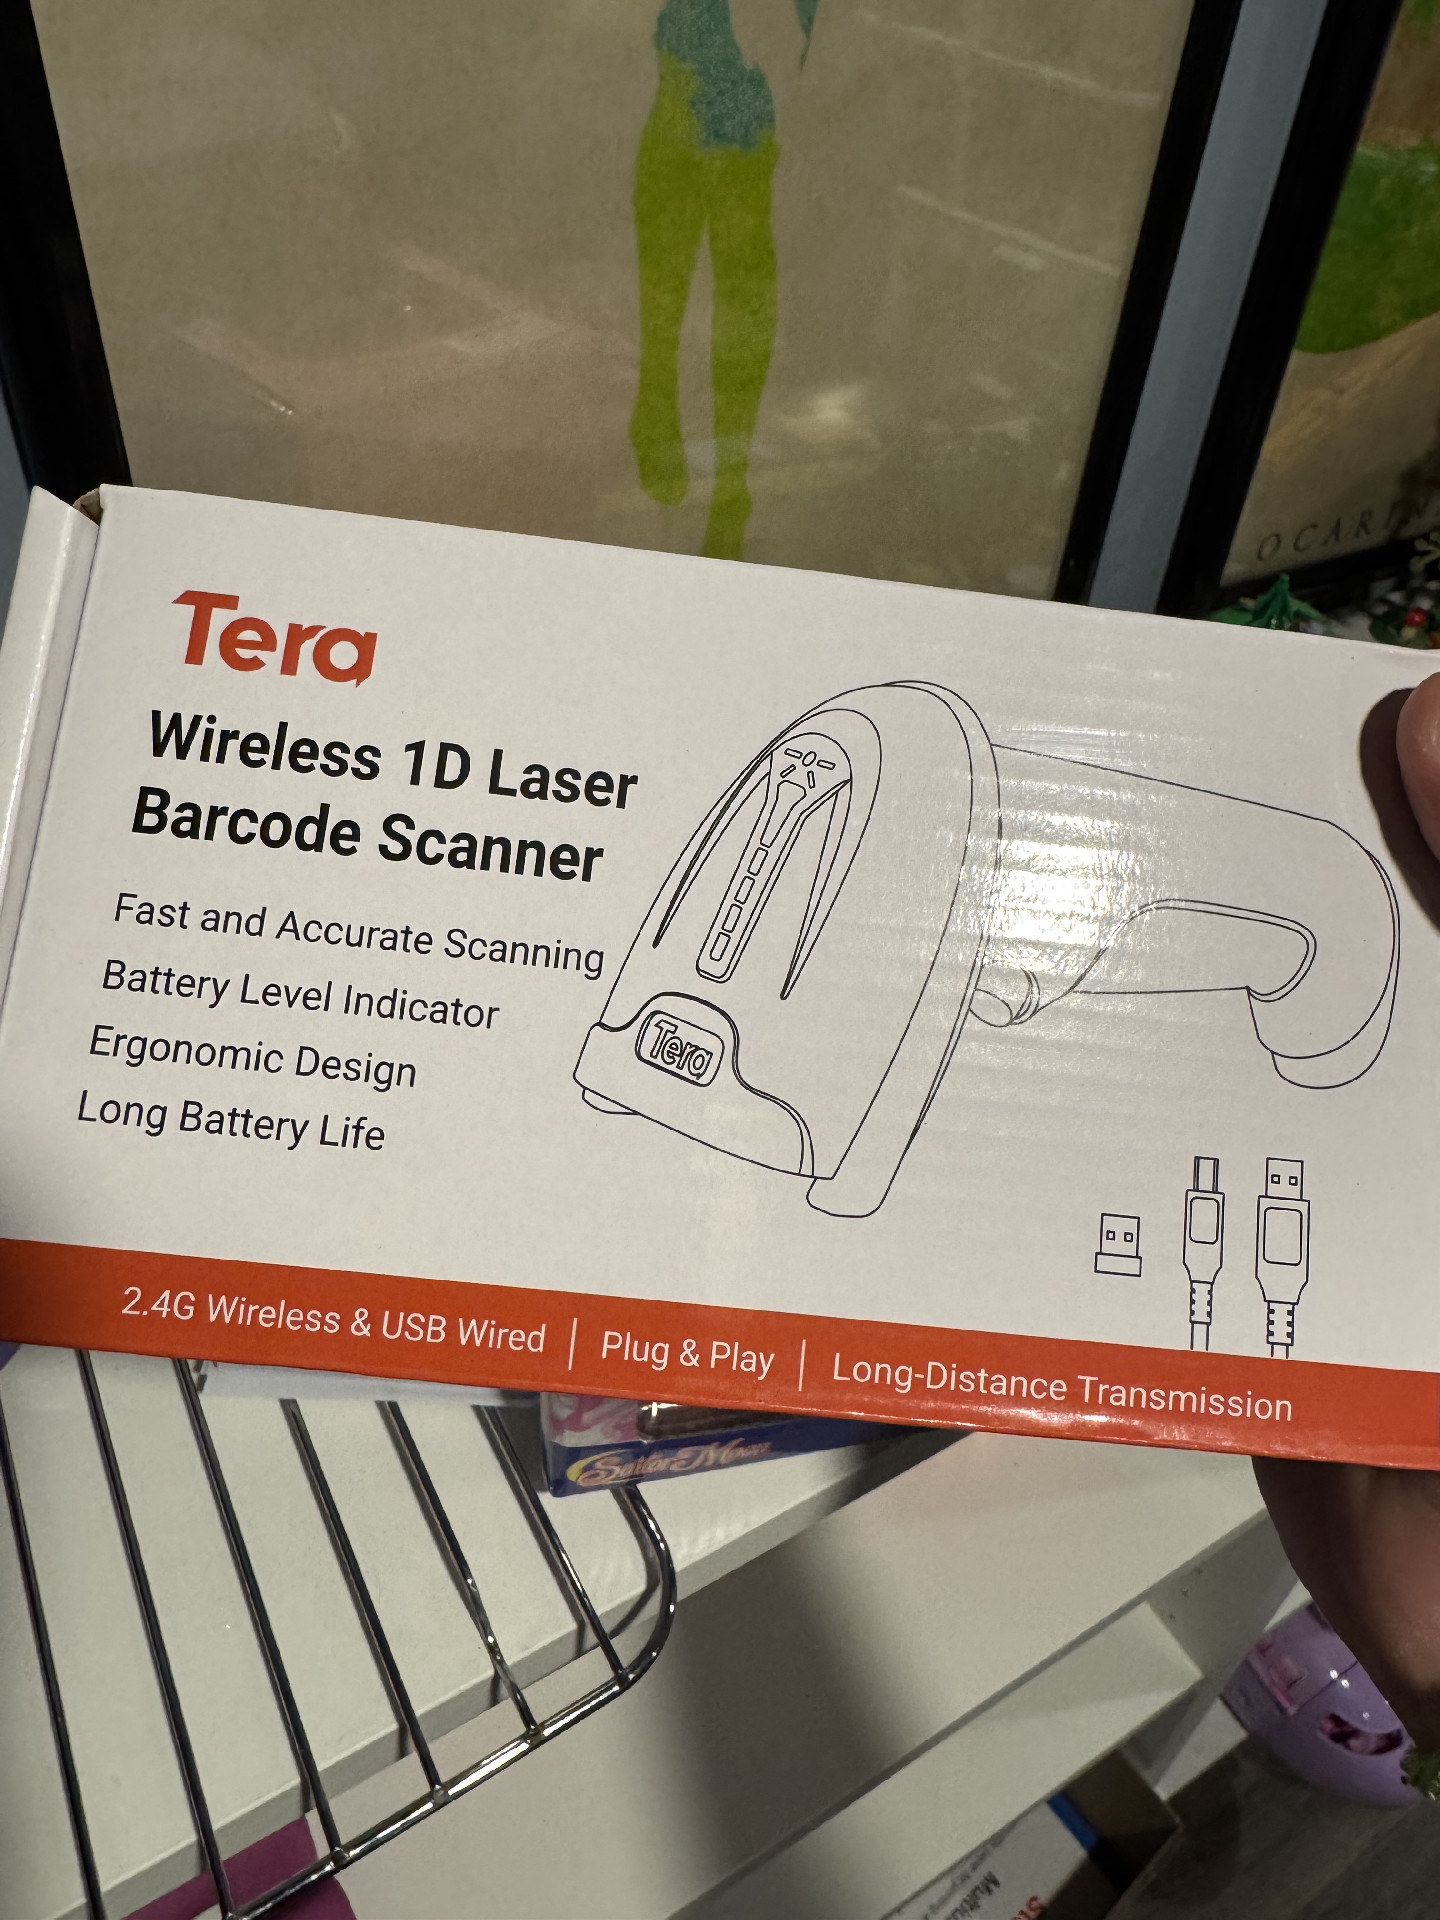 OCARIN
Tera
Wireless 1D Laser
Barcode Scanner
Fast and Accurate Scanning
Battery Level Indicator
Ergonomic Design
Long Battery Life
Tera
2.4G Wireless & USB Wired | Plug & Play | Long-Distance Transmission
Sailor Moon